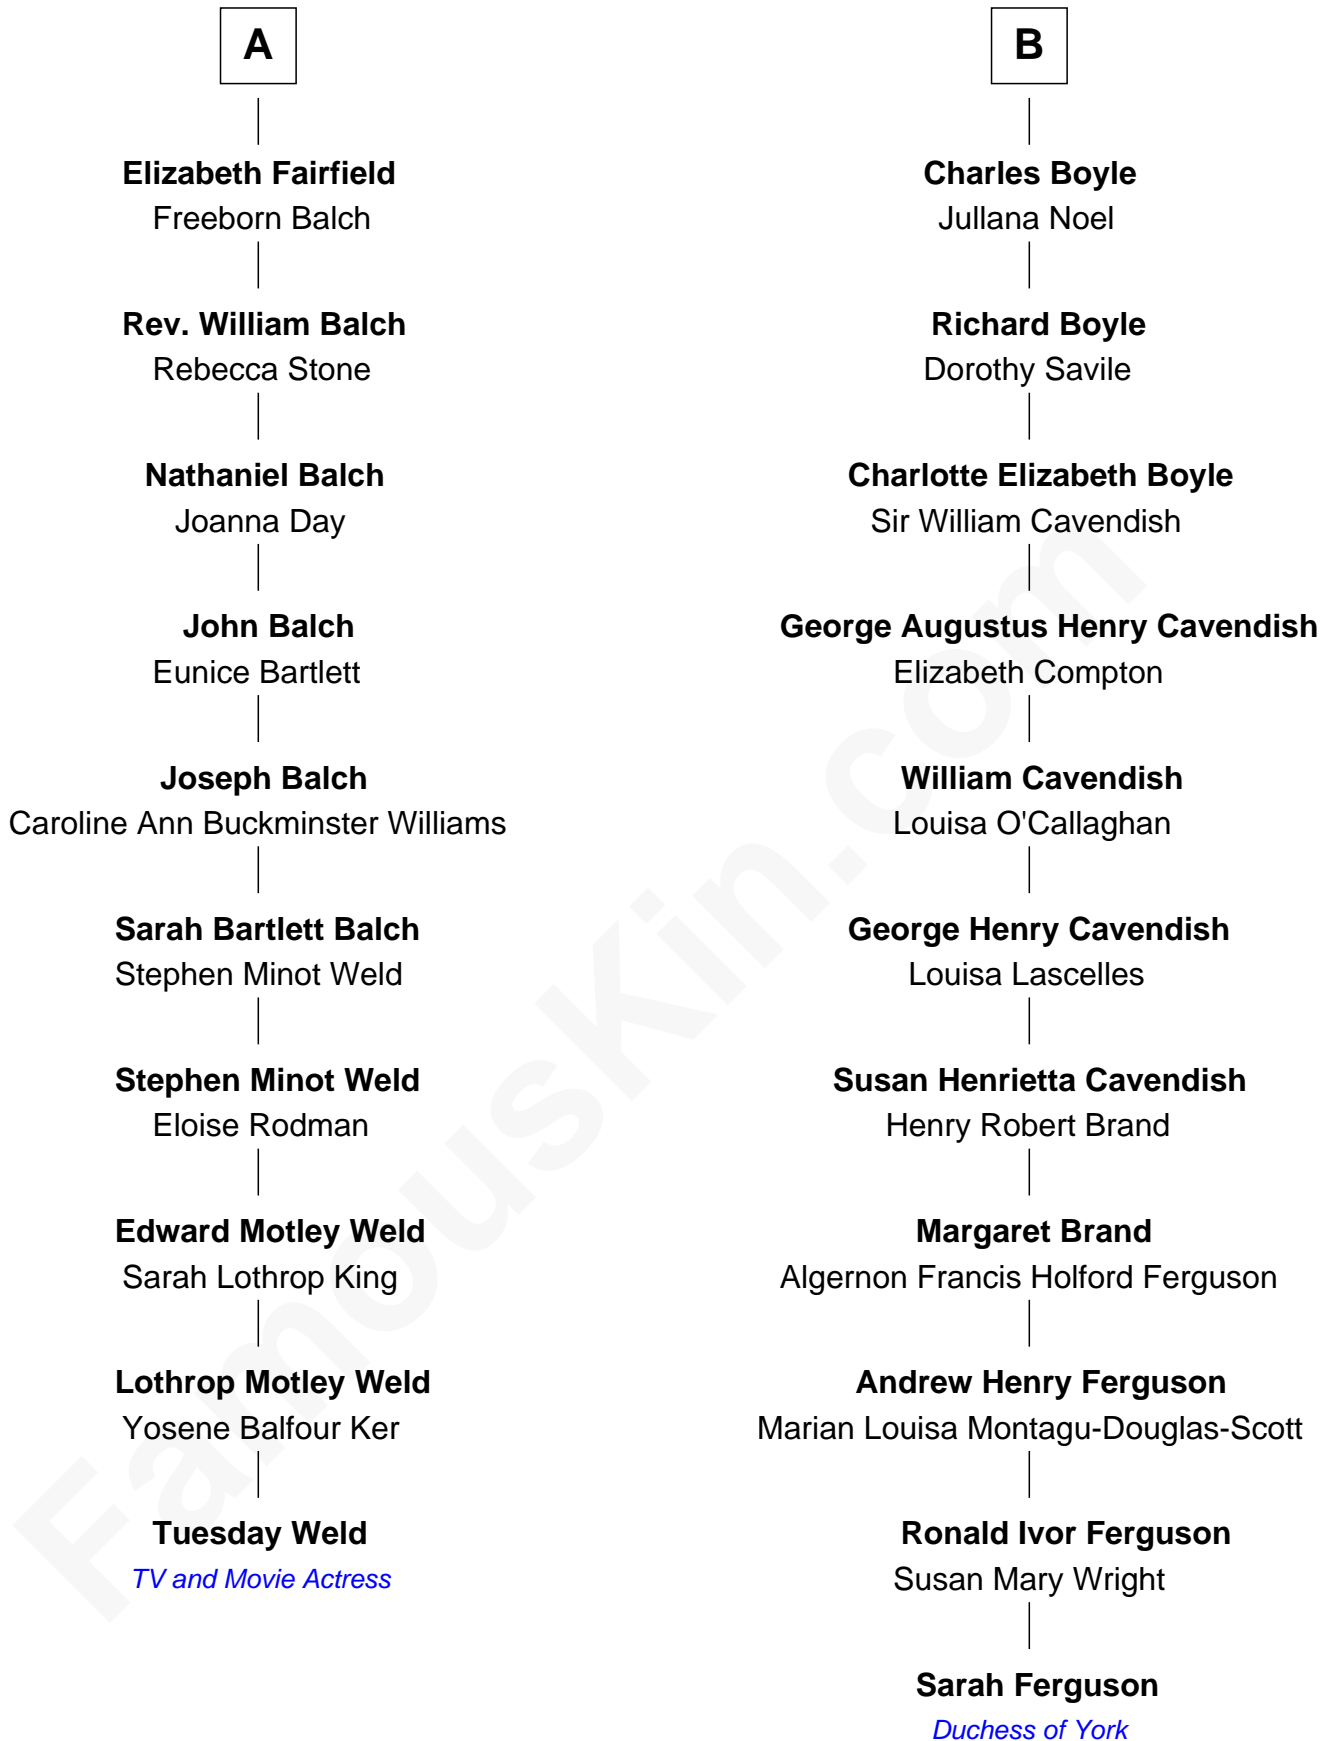 A
Elizabeth Fairfield
Freeborn Balch
Rev. William Balch
Rebecca Stone
Nathaniel Balch
Joanna Day
John Balch
Eunice Bartlett
Joseph Balch
Caroline Ann Buckminster Williams
Sarah Bartlett Balch
Stephen Minot Weld
Stephen Minot Weld
Eloise Rodman
Edward Motley Weld
Sarah Lothrop King
Lothrop Motley Weld
Yosene Balfour Ker
Tuesday Weld
TV and Movie Actress
B
Charles Boyle
Jullana Noel
Richard Boyle
Dorothy Savile
Charlotte Elizabeth Boyle
Sir William Cavendish
George Augustus Henry Cavendish
Elizabeth Compton
William Cavendish
Louisa O'Callaghan
George Henry Cavendish
Louisa Lascelles
Susan Henrietta Cavendish
Henry Robert Brand
Margaret Brand
Algernon Francis Holford Ferguson
Andrew Henry Ferguson
Marian Louisa Montagu-Douglas-Scott
Ronald Ivor Ferguson
Susan Mary Wright
Sarah Ferguson
Duchess of York
FamousKin.com